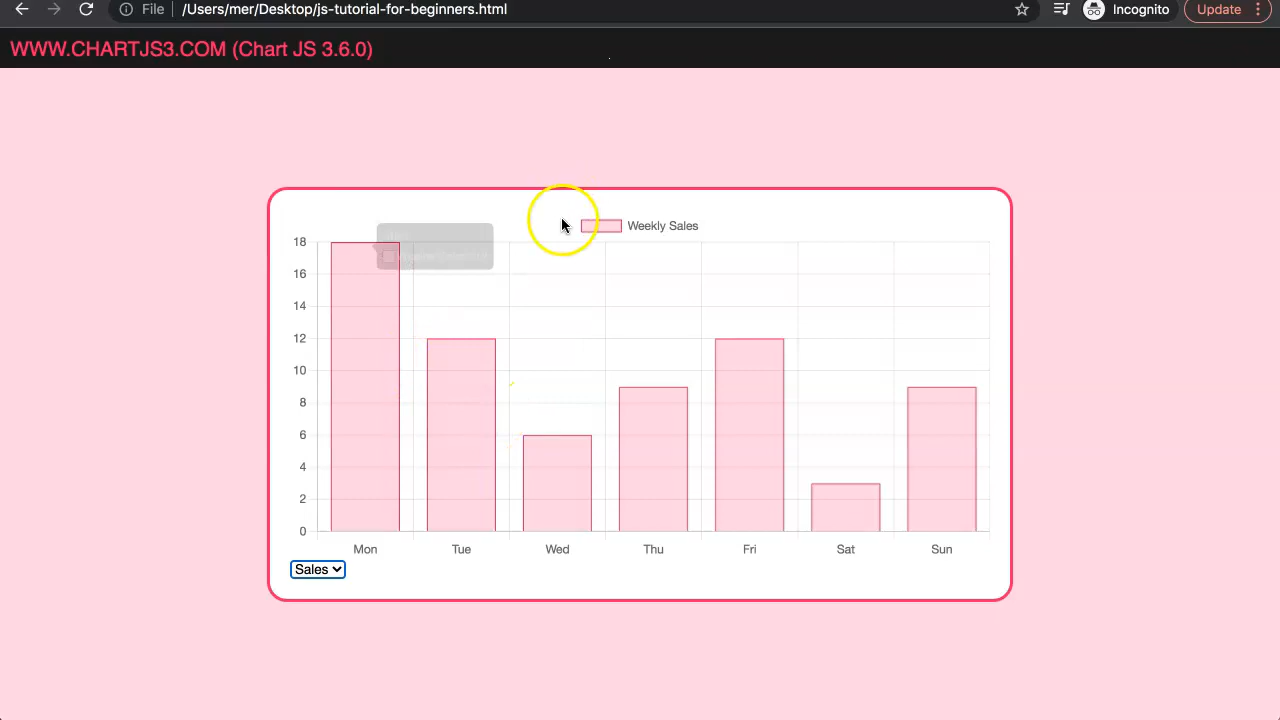 File
/Users/mer/Desktop/js-tutorial-for-beginners.html
Incognito
Update
WWW.CHARTJS3.COM (Chart JS 3.6.0)
Weekly Sales
18
16
14
12
10
8
6
4
2
0
Mon Tue Wed Thu Fri Sat Sun
Sales